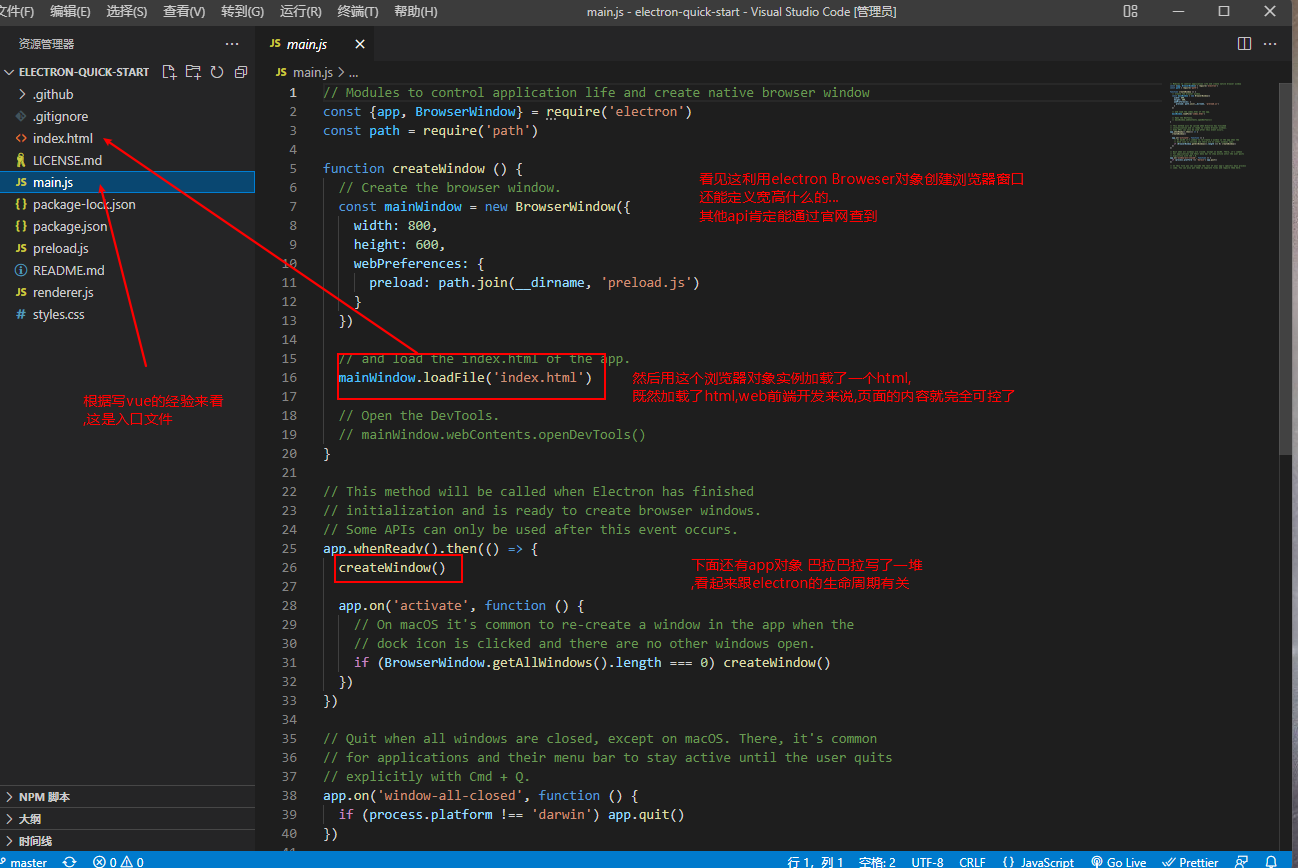 文件(F) 编辑(E) 选择(S) 查看(V) 转到(G) 运行(R) 终端(T) 帮助(H) main.js - electron-quick-start - Visual Studio Code [管理员]
资源管理器 ...
JS main.js
ELECTRON-QUICK-START
JS main.js > ...
.github
.gitignore
index.html
LICENSE.md
JS main.js
{} package-lock.json
{} package.json
JS preload.js
README.md
JS renderer.js
# styles.css
根据写vue的经验来看
,这是入口文件
1 // Modules to control application life and create native browser window
2 const {app, BrowserWindow} = require('electron')
3 const path = require('path')
4
5 function createWindow () {
6 // Create the browser window.
7 const mainWindow = new BrowserWindow({
8 width: 800,
9 height: 600,
10 webPreferences: {
11 preload: path.join(__dirname, 'preload.js')
12 }
13 })
14
15 // and load the index.html of the app.
16 mainWindow.loadFile('index.html')
17
18 // Open the DevTools.
19 // mainWindow.webContents.openDevTools()
20 }
21
22 // This method will be called when Electron has finished
23 // initialization and is ready to create browser windows.
24 // Some APIs can only be used after this event occurs.
25 app.whenReady().then(() => {
26 createWindow()
27
28 app.on('activate', function () {
29 // On macOS it's common to re-create a window in the app when the
30 // dock icon is clicked and there are no other windows open.
31 if (BrowserWindow.getAllWindows().length === 0) createWindow()
32 })
33 })
34
35 // Quit when all windows are closed, except on macOS. There, it's common
36 // for applications and their menu bar to stay active until the user quits
37 // explicitly with Cmd + Q.
38 app.on('window-all-closed', function () {
39 if (process.platform !== 'darwin') app.quit()
40 })
看见这利用electron Broweser对象创建浏览器窗口
还能定义宽高什么的...
其他api肯定能通过官网查到
然后用这个浏览器对象实例加载了一个html,
既然加载了html,web前端开发来说,页面的内容就完全可控了
下面还有app对象 巴拉巴拉写了一堆
,看起来跟electron的生命周期有关
NPM 脚本
大纲
时间线
master 0 0 行 1，列 1 空格: 2 UTF-8 CRLF {} JavaScript Go Live Prettier